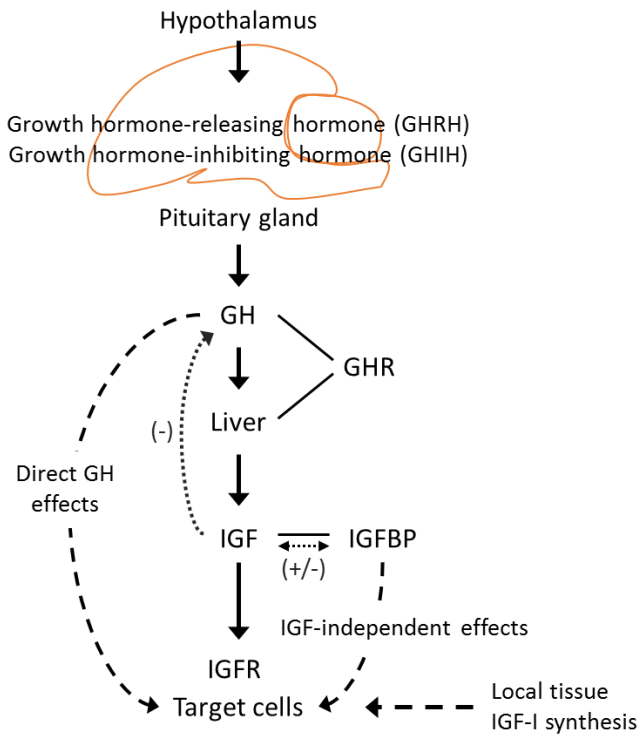 Hypothalamus
Growth hormone-releasing hormone (GHRH)
Growth hormone-inhibiting hormone (GHIH)
Pituitary gland
GH
GHR
Liver
(-)
Direct GH
effects
IGF
IGFBP
(+/-)
IGF-independent effects
IGFR
Target cells
Local tissue
IGF-I synthesis